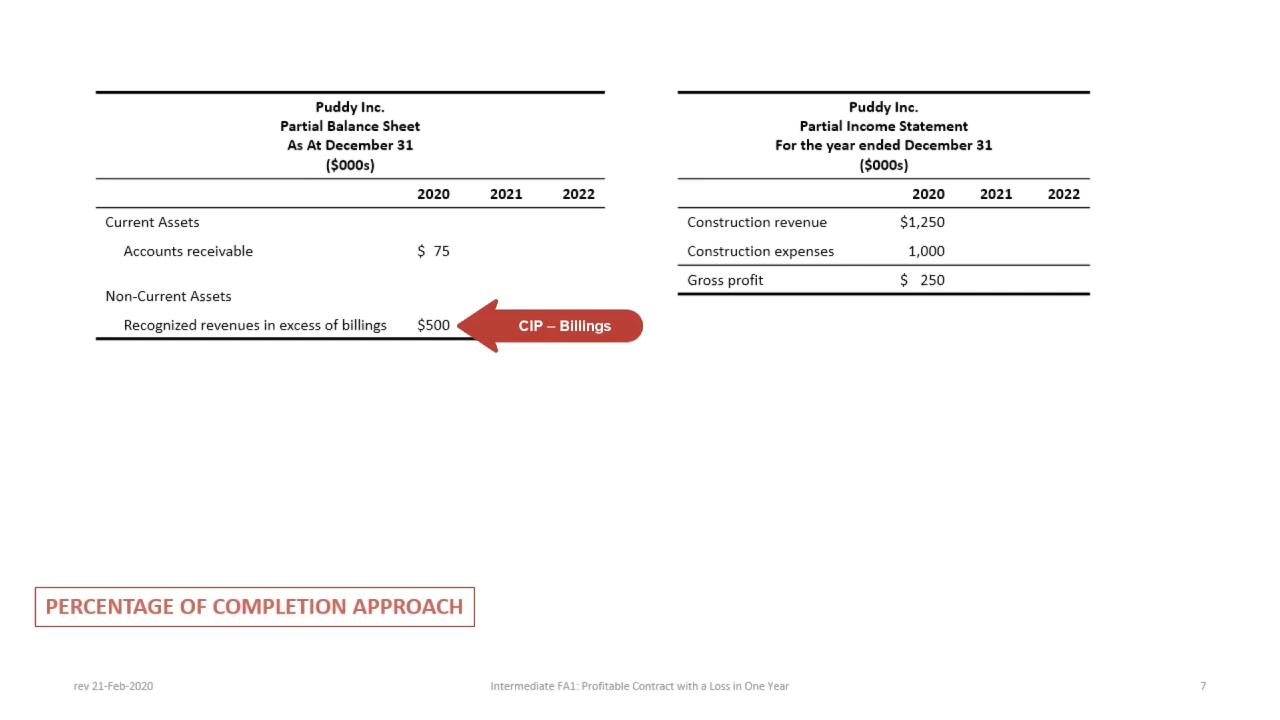 Puddy Inc.
Partial Balance Sheet
As At December 31
($000s)
2020 2021 2022
Current Assets
Accounts receivable $ 75
Non-Current Assets
Recognized revenues in excess of billings $500
CIP – Billings
Puddy Inc.
Partial Income Statement
For the year ended December 31
($000s)
2020 2021 2022
Construction revenue $1,250
Construction expenses 1,000
Gross profit $ 250
PERCENTAGE OF COMPLETION APPROACH
rev 21-Feb-2020
Intermediate FA1: Profitable Contract with a Loss in One Year
7